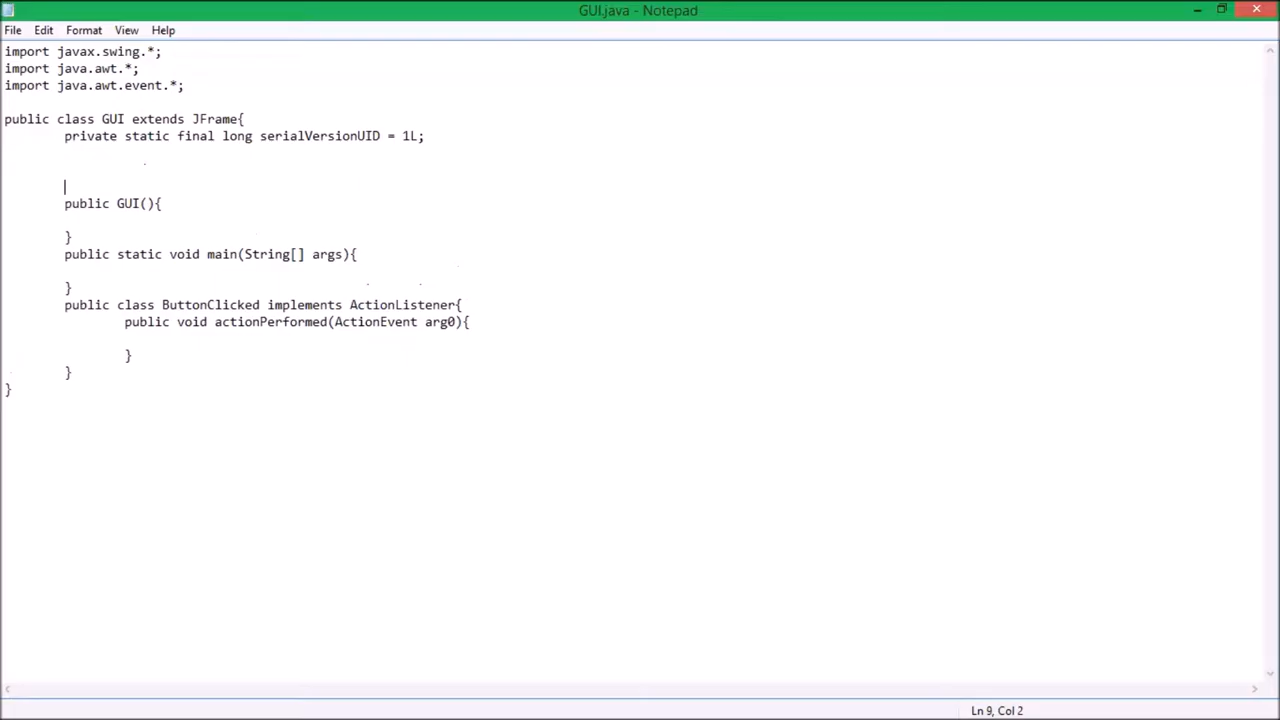 GUI.java - Notepad
File Edit Format View Help
import javax.swing.*;
import java.awt.*;
import java.awt.event.*;
public class GUI extends JFrame{
private static final long serialVersionUID = 1L;
public GUI(){
}
public static void main(String[] args){
}
public class ButtonClicked implements ActionListener{
public void actionPerformed(ActionEvent arg0){
}
}
}
Ln 9, Col 2